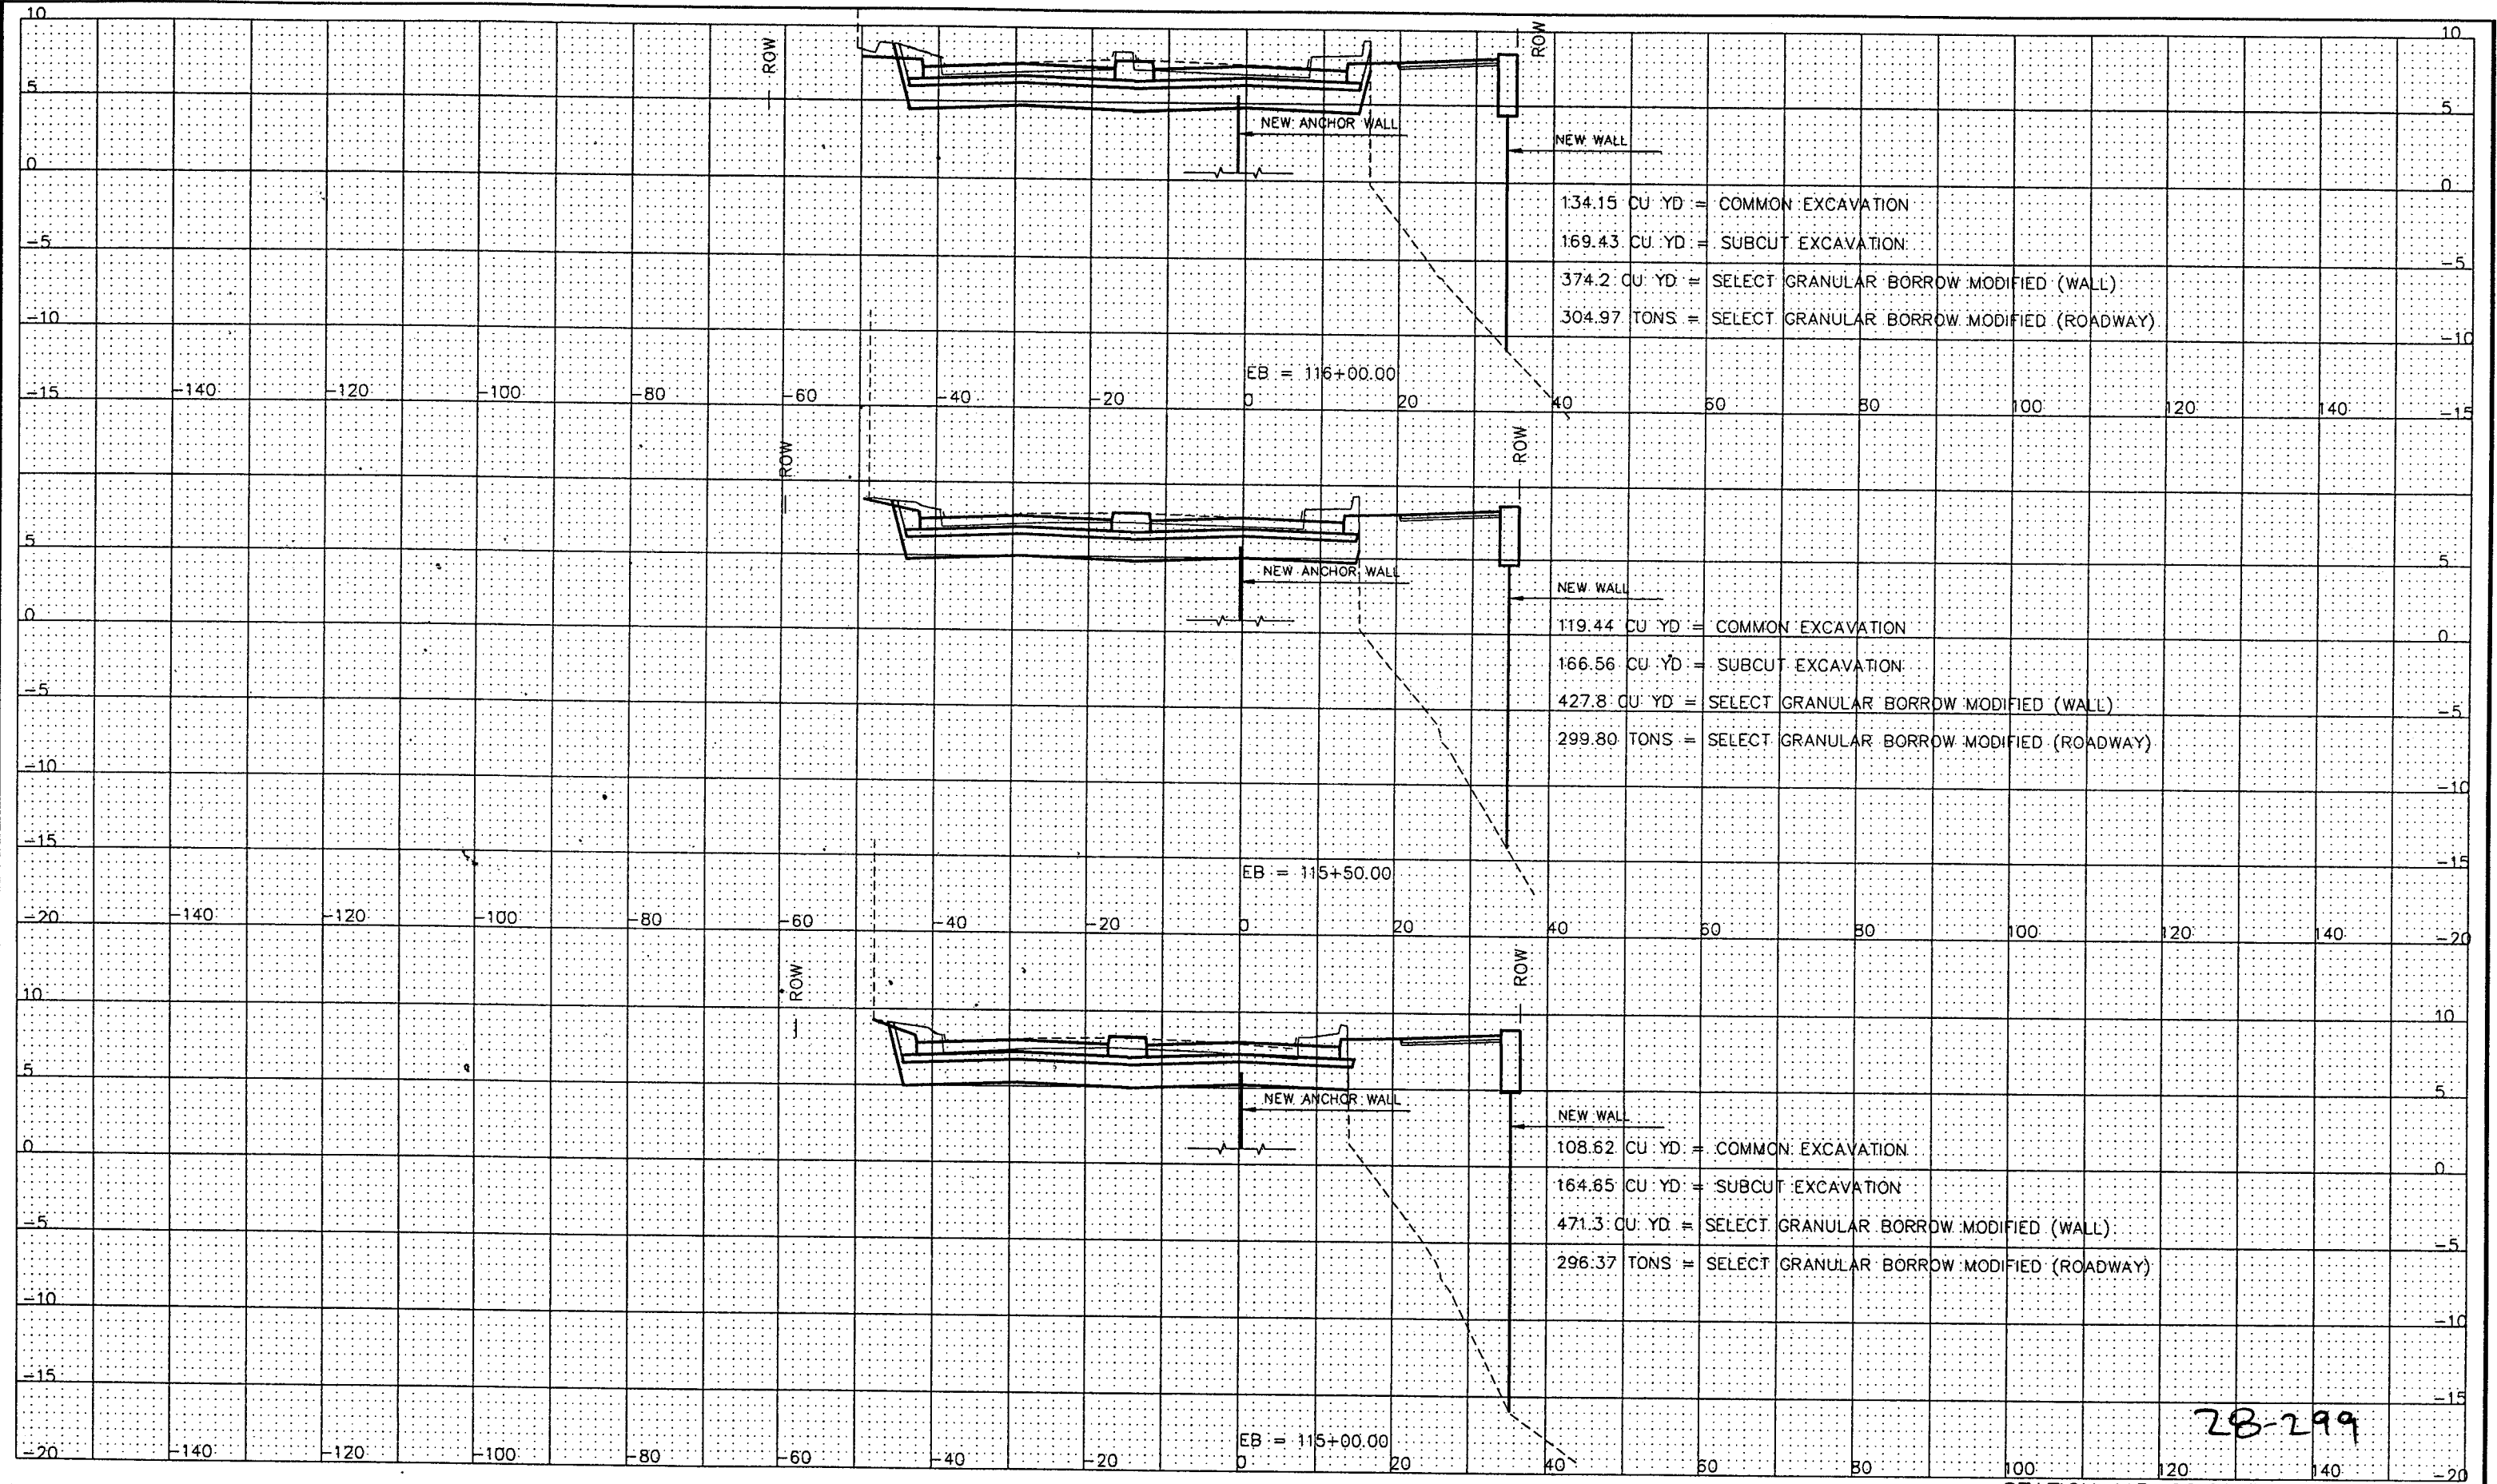 10 10
ROW ROW
5 5
NEW ANCHOR WALL
NEW WALL
0 0
134.15 CU YD = COMMON EXCAVATION
169.43 CU YD = SUBCUT EXCAVATION
-5 -5
374.2 CU YD = SELECT GRANULAR BORROW MODIFIED (WALL)
304.97 TONS = SELECT GRANULAR BORROW MODIFIED (ROADWAY)
-10 -10
EB = 116+00.00
-15 -140 -120 -100 -80 -60 -40 -20 0 20 40 60 80 100 120 140 -15
ROW ROW
5 5
NEW ANCHOR WALL
NEW WALL
0 0
119.44 CU YD = COMMON EXCAVATION
166.56 CU YD = SUBCUT EXCAVATION
-5 -5
427.8 CU YD = SELECT GRANULAR BORROW MODIFIED (WALL)
299.80 TONS = SELECT GRANULAR BORROW MODIFIED (ROADWAY)
-10 -10
-15 -15
EB = 115+50.00
-20 -140 -120 -100 -80 -60 -40 -20 0 20 40 60 80 100 120 140 -20
ROW ROW
10 10
5 5
NEW ANCHOR WALL
NEW WALL
0 0
108.62 CU YD = COMMON EXCAVATION
164.65 CU YD = SUBCUT EXCAVATION
-5 -5
471.3 CU YD = SELECT GRANULAR BORROW MODIFIED (WALL)
296.37 TONS = SELECT GRANULAR BORROW MODIFIED (ROADWAY)
-10 -10
-15 -15
28-299
EB = 115+00.00
-20 -140 -120 -100 -80 -60 -40 -20 0 20 40 60 80 100 120 140 -20